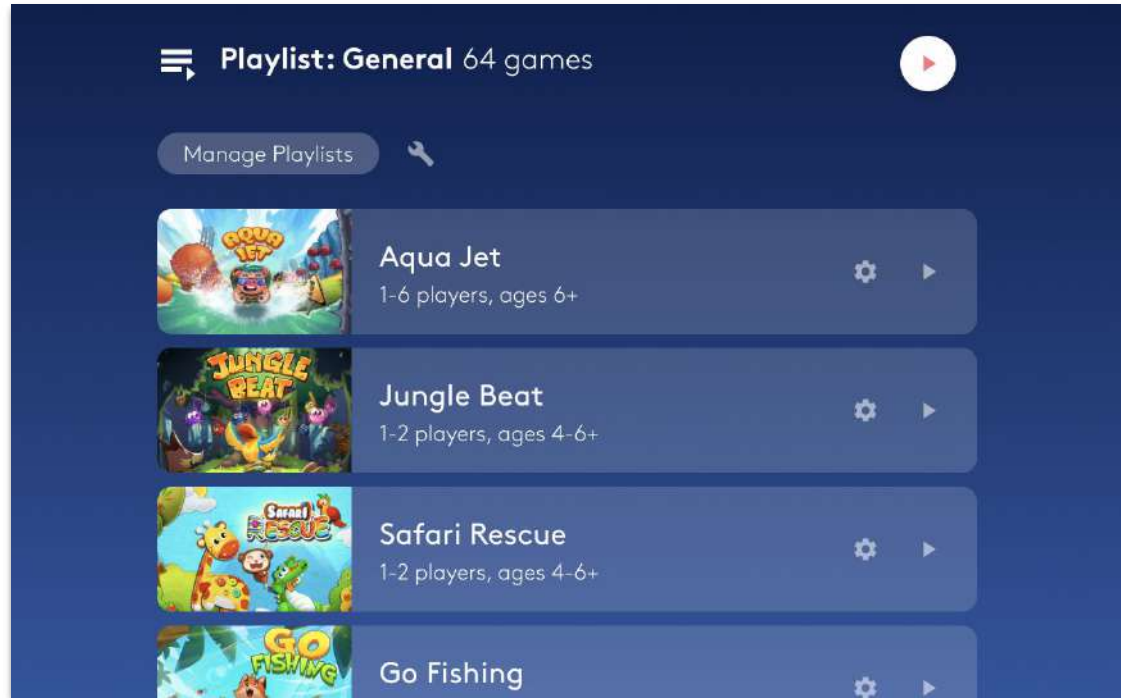 Playlist: General 64 games
Manage Playlists
AQUA
JET
Aqua Jet
1-6 players, ages 6+
JUNGLE
BEAT
Jungle Beat
1-2 players, ages 4-6+
SAFARI
RESCUE
Safari Rescue
1-2 players, ages 4-6+
GO
FISHING
Go Fishing